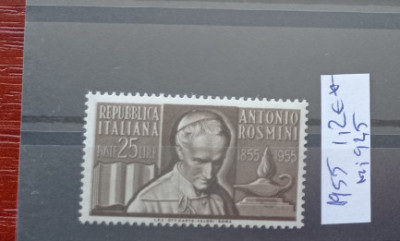 REPUBBLICA
ITALIANA
POSTE 25 LIRE
ANTONIO
ROSMINI
1855 1955
1955 1,2€ **
mi 945